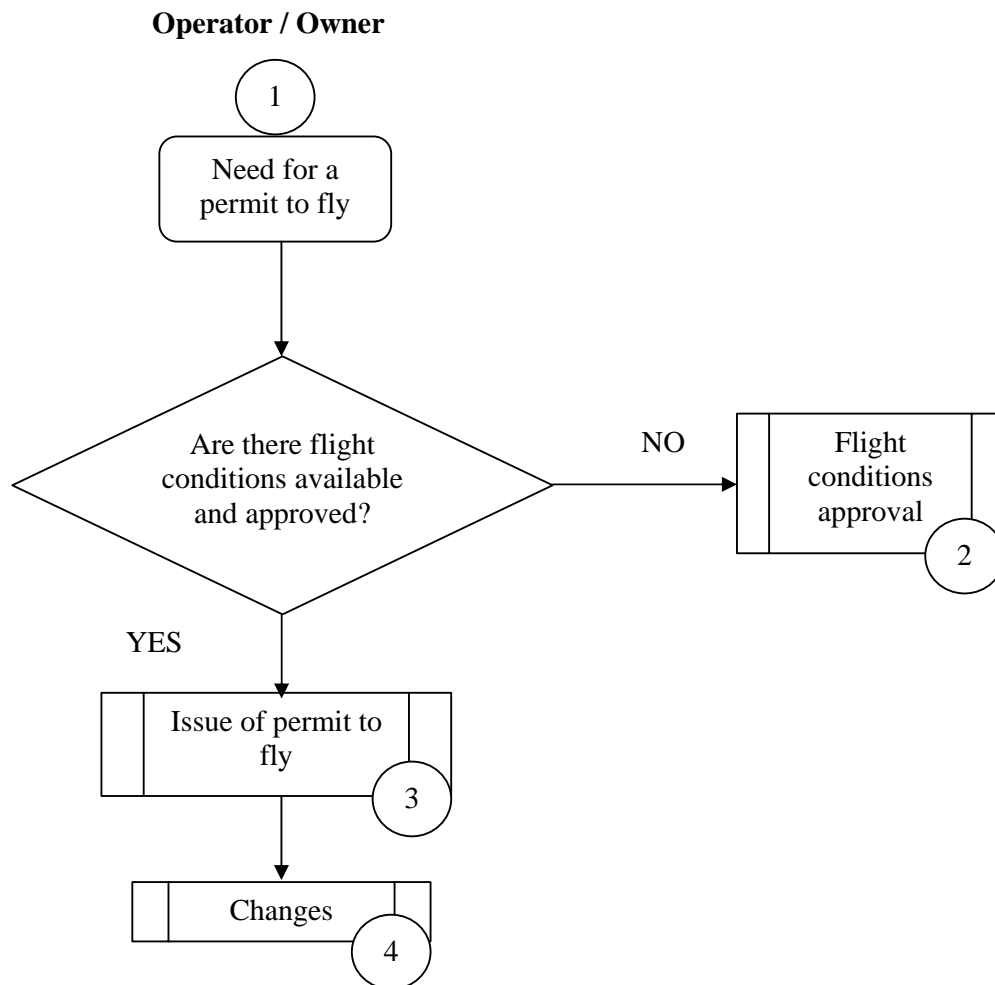 Operator / Owner
1
Need for a
permit to fly
Are there flight
conditions available
and approved?
NO
Flight
conditions
approval
2
YES
Issue of permit to
fly
3
Changes
4